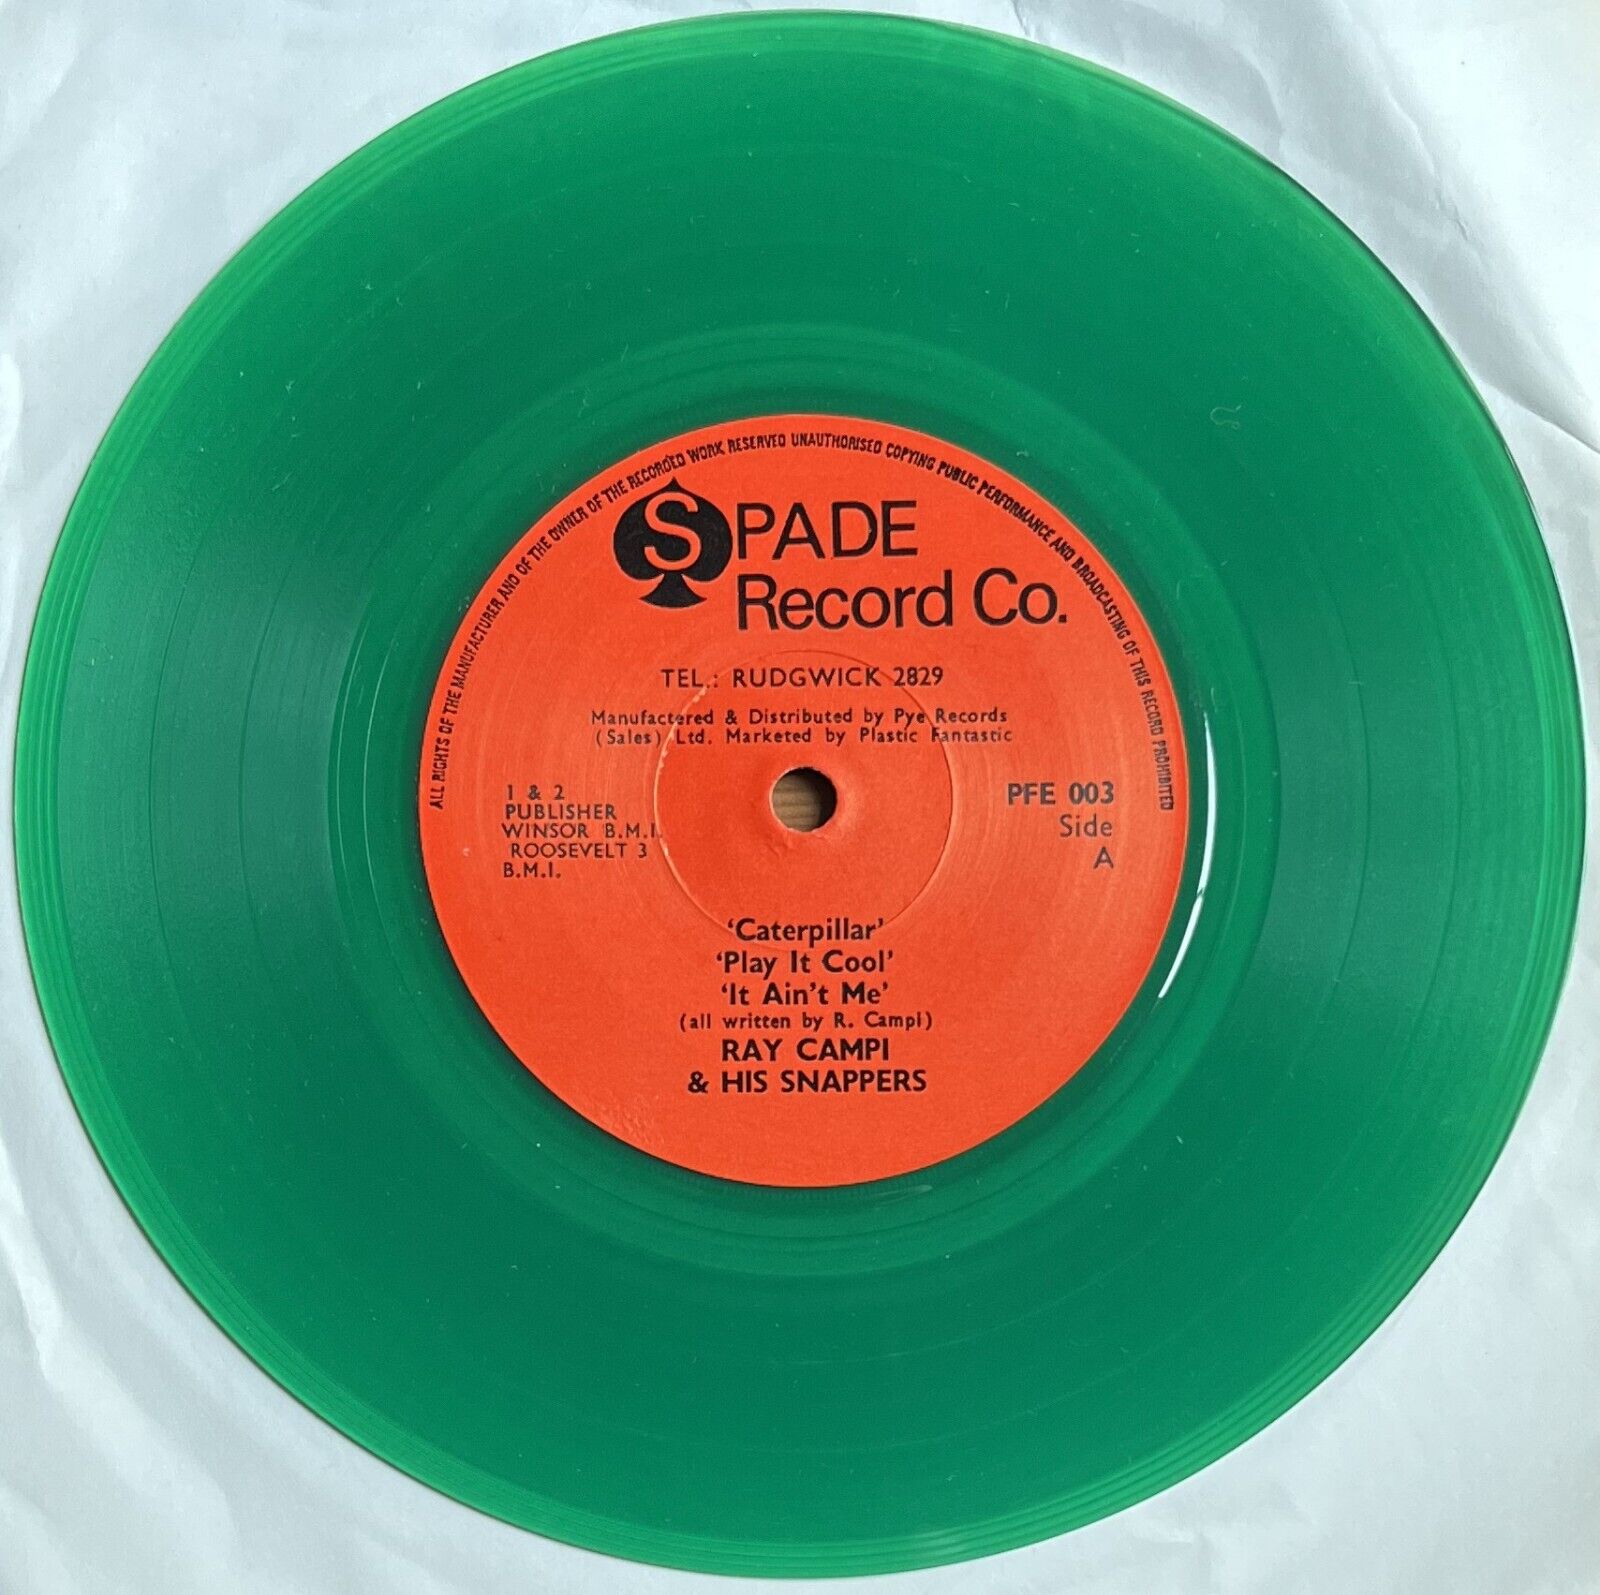 ALL RIGHTS OF THE MANUFACTURER AND OF THE OWNER OF THE RECORDED WORK RESERVED UNAUTHORISED COPYING PUBLIC PERFORMANCE AND BROADCASTING OF THIS RECORD PROHIBITED
SPADE
Record Co.
TEL.: RUDGWICK 2829
Manufactured & Distributed by Pye Records
(Sales) Ltd. Marketed by Plastic Fantastic
1 & 2
PUBLISHER
WINSOR B.M.I.
ROOSEVELT 3
B.M.I.
PFE 003
Side
A
‘Caterpillar’
‘Play It Cool’
‘It Ain't Me’
(all written by R. Campi)
RAY CAMPI
& HIS SNAPPERS